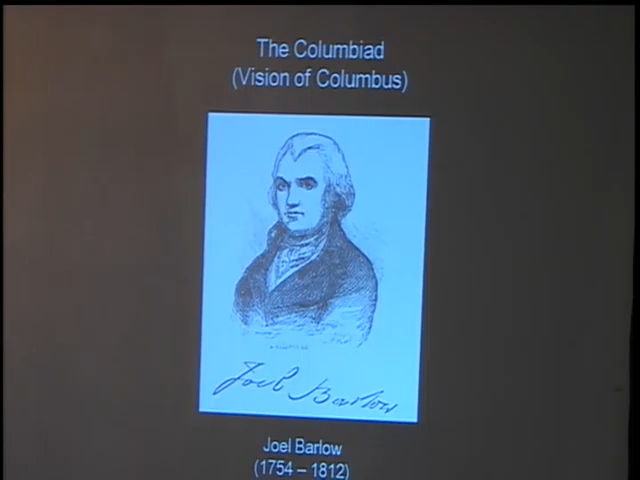 The Columbiad
(Vision of Columbus)
Joel Barlow
Joel Barlow
(1754 – 1812)